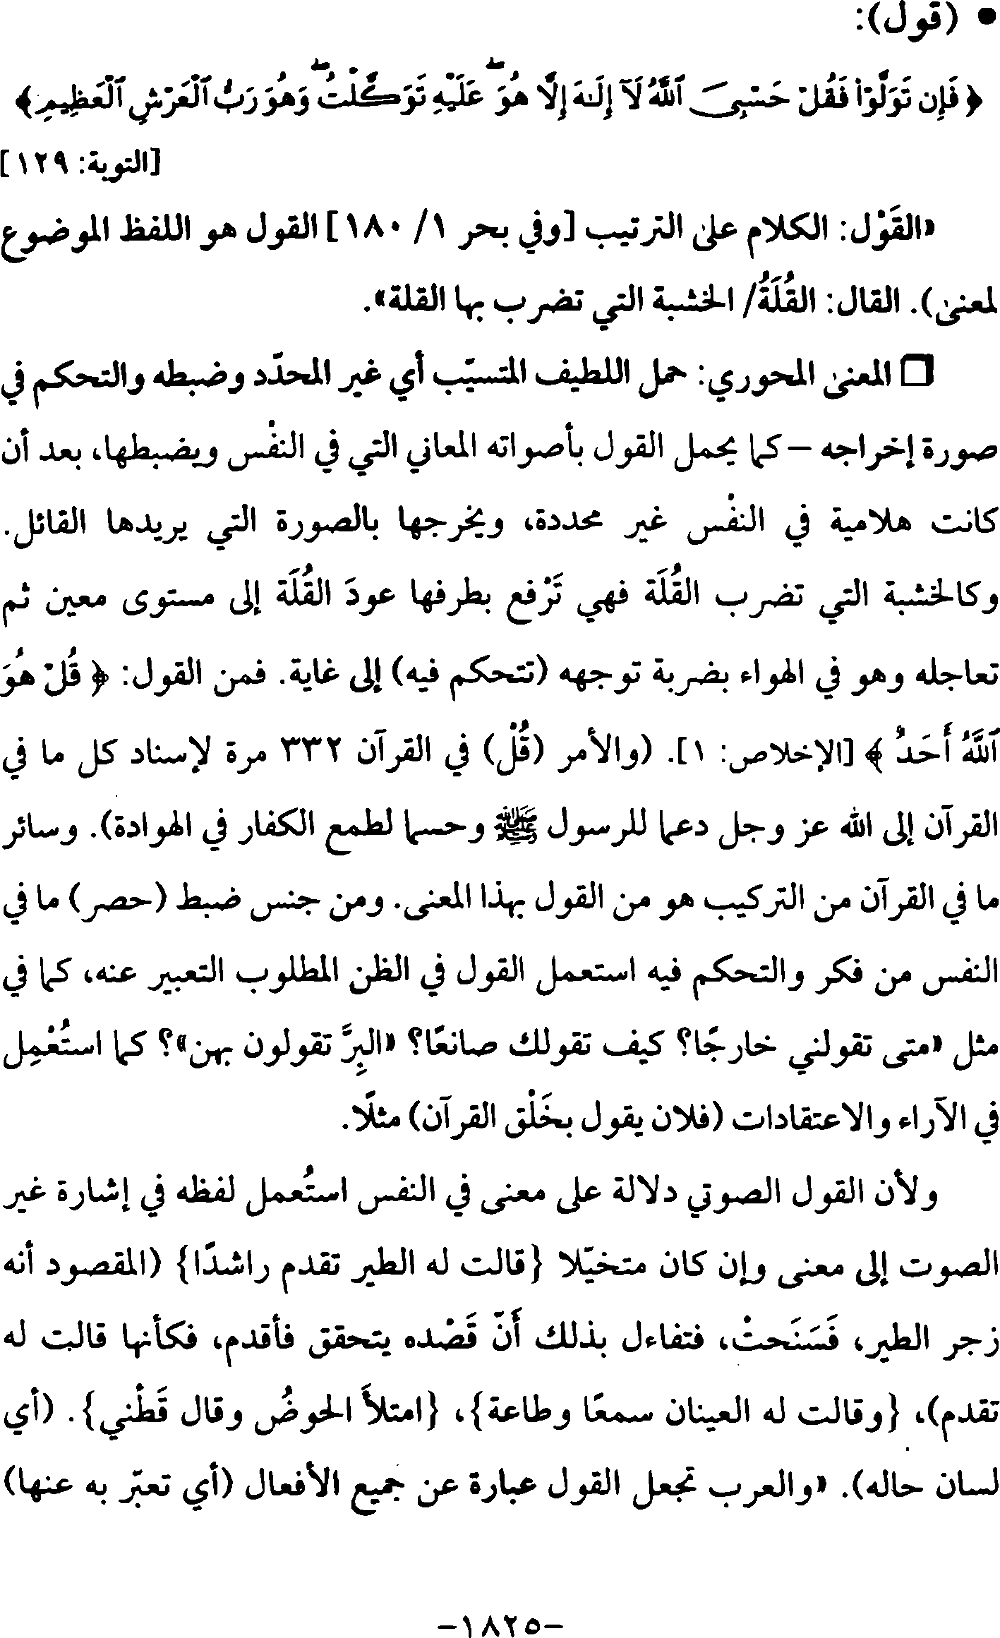 • (قول):
﴿ فَإِن تَوَلَّوْا۟ فَقُلْ حَسْبِىَ ٱللَّهُ لَآ إِلَـٰهَ إِلَّا هُوَ ۖ عَلَيْهِ تَوَكَّلْتُ ۖ وَهُوَ رَبُّ ٱلْعَرْشِ ٱلْعَظِيمِ ﴾
[التوبة: ١٢٩]
«القَوْل: الكلام على الترتيب [وفي بحر ١/ ١٨٠] القول هو اللفظ الموضوع
لمعنى). القال: القُلَةُ/ الخشبة التي تضرب بها القلة».
❒ المعنى المحوري: حمل اللطيف المتسيّب أي غير المحدّد وضبطه والتحكم في
صورة إخراجه – كما يحمل القول بأصواته المعاني التي في النفْس ويضبطها، بعد أن
كانت هلامية في النفْس غير محددة، ويخرجها بالصورة التي يريدها القائل.
وكالخشبة التي تضرب القُلَة فهي تَرْفع بطرفها عودَ القُلَة إلى مستوى معين ثم
تعاجله وهو في الهواء بضربة توجهه (تتحكم فيه) إلى غاية. فمن القول: ﴿ قُلْ هُوَ
ٱللَّهُ أَحَدٌ ﴾ [الإخلاص: ١]. (والأمر (قُلْ) في القرآن ٣٣٢ مرة لإسناد كل ما في
القرآن إلى الله عز وجل دعما للرسول ﷺ وحسما لطمع الكفار في الهوادة). وسائر
ما في القرآن من التركيب هو من القول بهذا المعنى. ومن جنس ضبط (حصر) ما في
النفس من فكر والتحكم فيه استعمل القول في الظن المطلوب التعبير عنه، كما في
مثل «متى تقولني خارجًا؟ كيف تقولك صانعًا؟ «البِرَّ تقولون بهن»؟ كما استُعْمِل
في الآراء والاعتقادات (فلان يقول بخَلْق القرآن) مثلًا.
ولأن القول الصوتي دلالة على معنى في النفس استُعمل لفظه في إشارة غير
الصوت إلى معنى وإن كان متخيّلا {قالت له الطير تقدم راشدًا} (المقصود أنه
زجر الطير، فَسَنَحتْ، فتفاءل بذلك أَنّ قَصْده يتحقق فأقدم، فكأنها قالت له
تقدم)، {وقالت له العينان سمعًا وطاعة}، {امتلأَ الحوضُ وقال قَطْني}. (أي
لسان حاله). «والعرب تجعل القول عبارة عن جميع الأفعال (أي تعبّر به عنها)
–١٨٢٥–